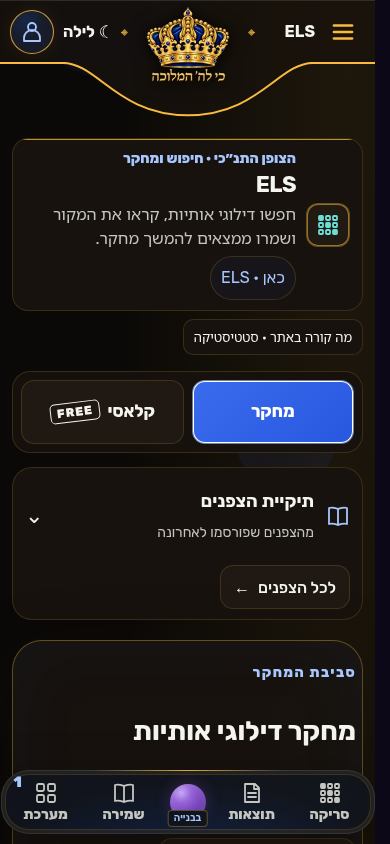 ELS
☾ לילה
כי לה' המלוכה
הצופן התנ״כי • חיפוש ומחקר
ELS
חפשו דילוגי אותיות, קראו את המקור
ושמרו ממצאים להמשך מחקר.
כאן • ELS
מה קורה באתר • סטטיסטיקה
מחקר
קלאסי FREE
תיקיית הצפנים
מהצפנים שפורסמו לאחרונה
לכל הצפנים ←
סביבת המחקר
מחקר דילוגי אותיות
סריקה
תוצאות
בבנייה
שמירה
מערכת
1